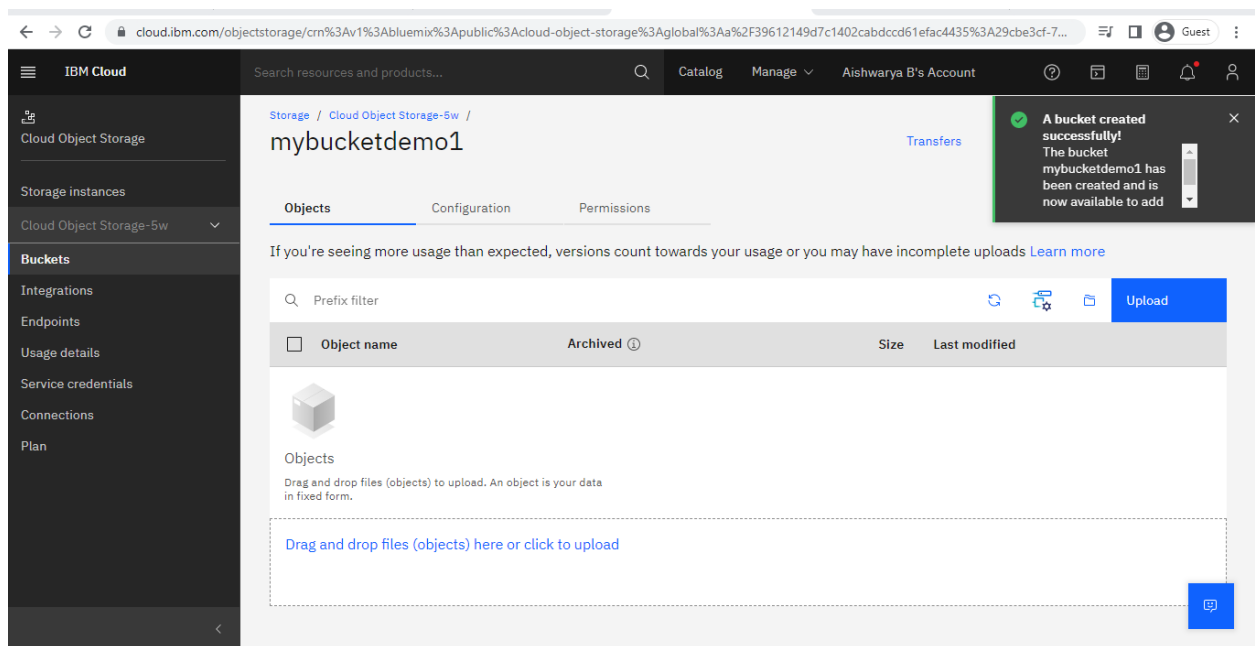 cloud.ibm.com/objectstorage/crn%3Av1%3Abluemix%3Apublic%3Acloud-object-storage%3Aglobal%3Aa%2F39612149d7c1402cabdccd61efac4435%3A29cbe3cf-7...
Guest
IBM Cloud
Search resources and products...
Catalog
Manage
Aishwarya B's Account
Cloud Object Storage
Storage instances
Cloud Object Storage-5w
Buckets
Integrations
Endpoints
Usage details
Service credentials
Connections
Plan
Storage / Cloud Object Storage-5w /
mybucketdemo1
Transfers
A bucket created
successfully!
The bucket
mybucketdemo1 has
been created and is
now available to add
Objects
Configuration
Permissions
If you're seeing more usage than expected, versions count towards your usage or you may have incomplete uploads Learn more
Prefix filter
Upload
Object name
Archived
Size
Last modified
Objects
Drag and drop files (objects) to upload. An object is your data
in fixed form.
Drag and drop files (objects) here or click to upload